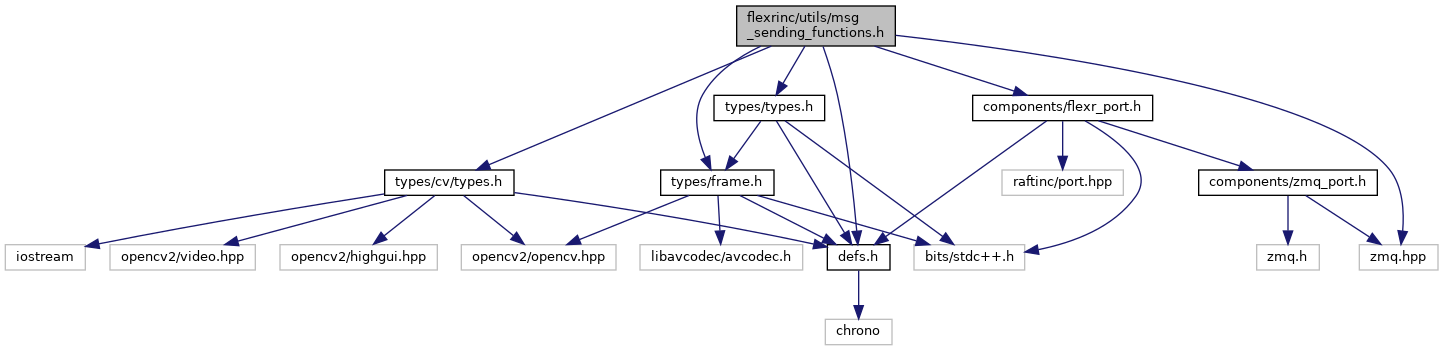 flexrinc/utils/msg
_sending_functions.h
types/types.h
components/flexr_port.h
types/cv/types.h
types/frame.h
raftinc/port.hpp
components/zmq_port.h
iostream
opencv2/video.hpp
opencv2/highgui.hpp
opencv2/opencv.hpp
libavcodec/avcodec.h
defs.h
bits/stdc++.h
zmq.h
zmq.hpp
chrono